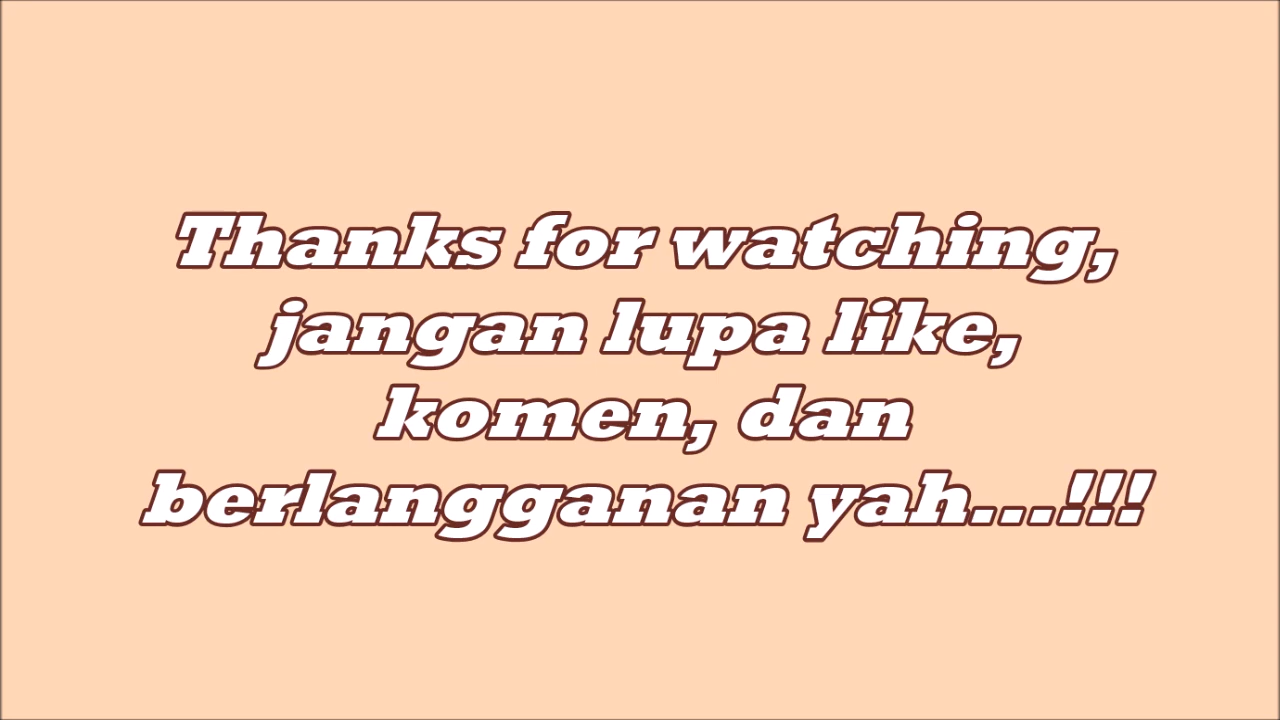 Thanks for watching,
jangan lupa like,
komen, dan
berlangganan yah...!!!